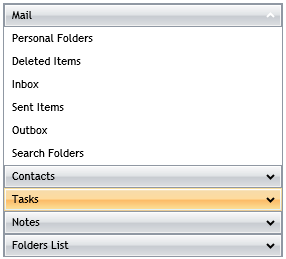 Mail
Personal Folders
Deleted Items
Inbox
Sent Items
Outbox
Search Folders
Contacts
Tasks
Notes
Folders List